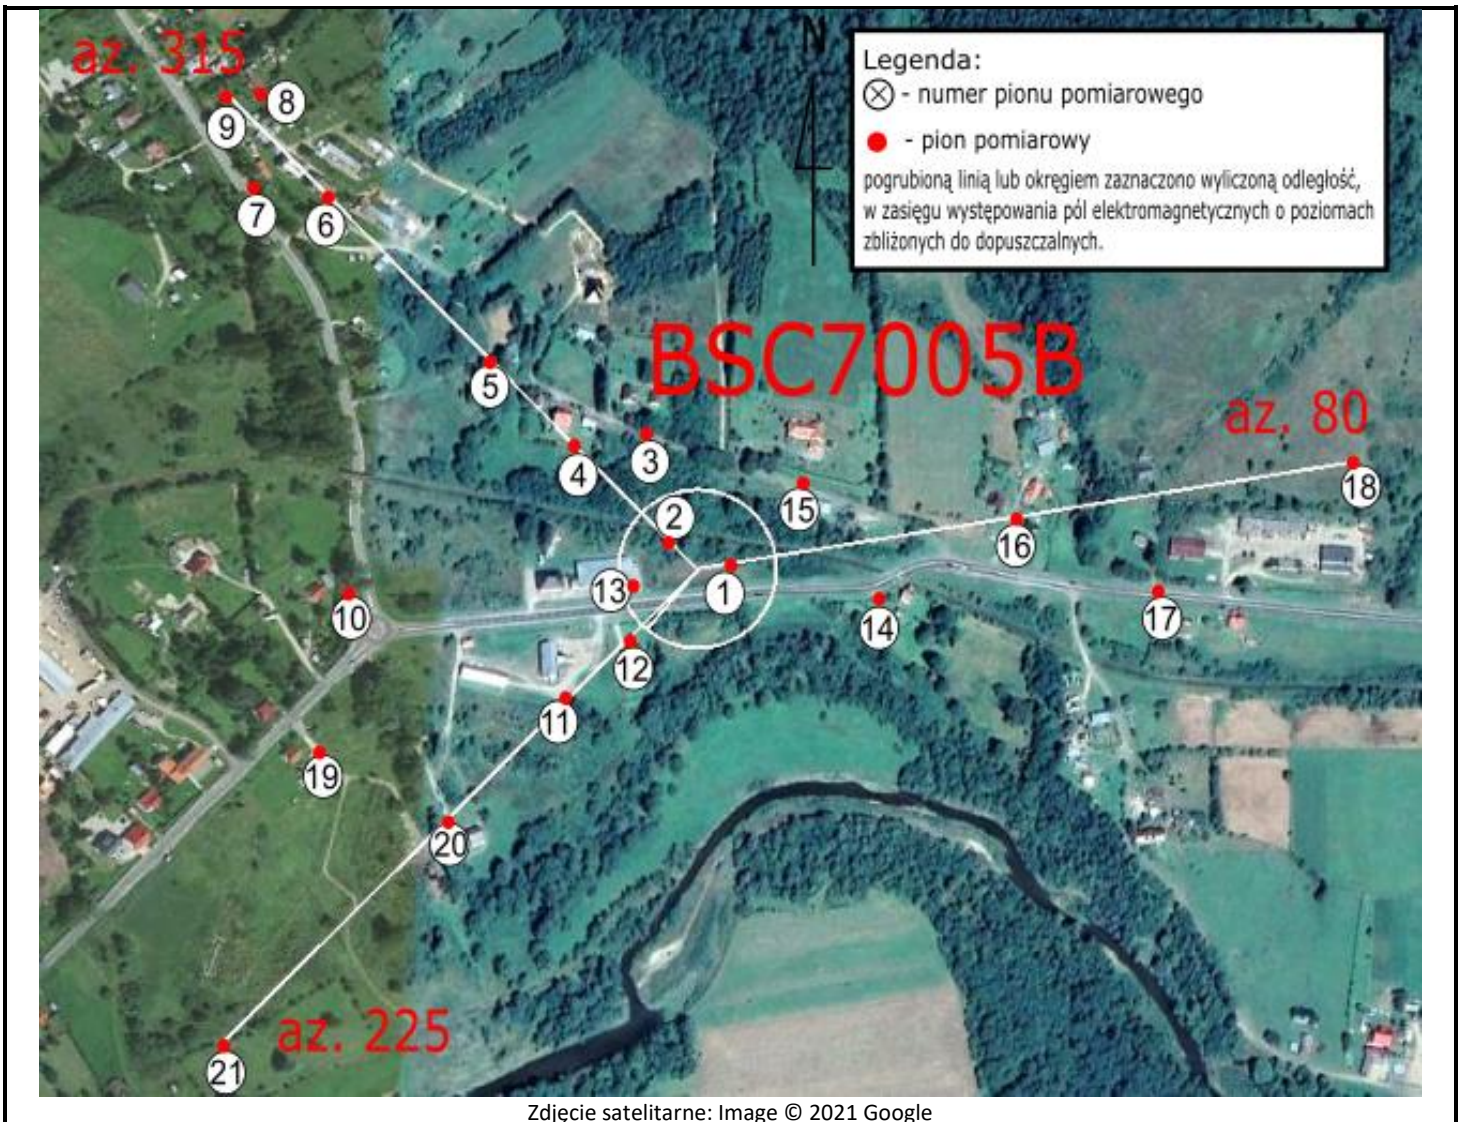 az. 315
N
Legenda:
- numer pionu pomiarowego
- pion pomiarowy
pogrubioną linią lub okręgiem zaznaczono wyliczoną odległość,
w zasięgu występowania pól elektromagnetycznych o poziomach
zbliżonych do dopuszczalnych.
8
9
7
6
BSC7005B
5
az. 80
3
4
18
15
2
16
1
13
10
17
14
12
11
19
20
az. 225
21
Zdjęcie satelitarne: Image © 2021 Google